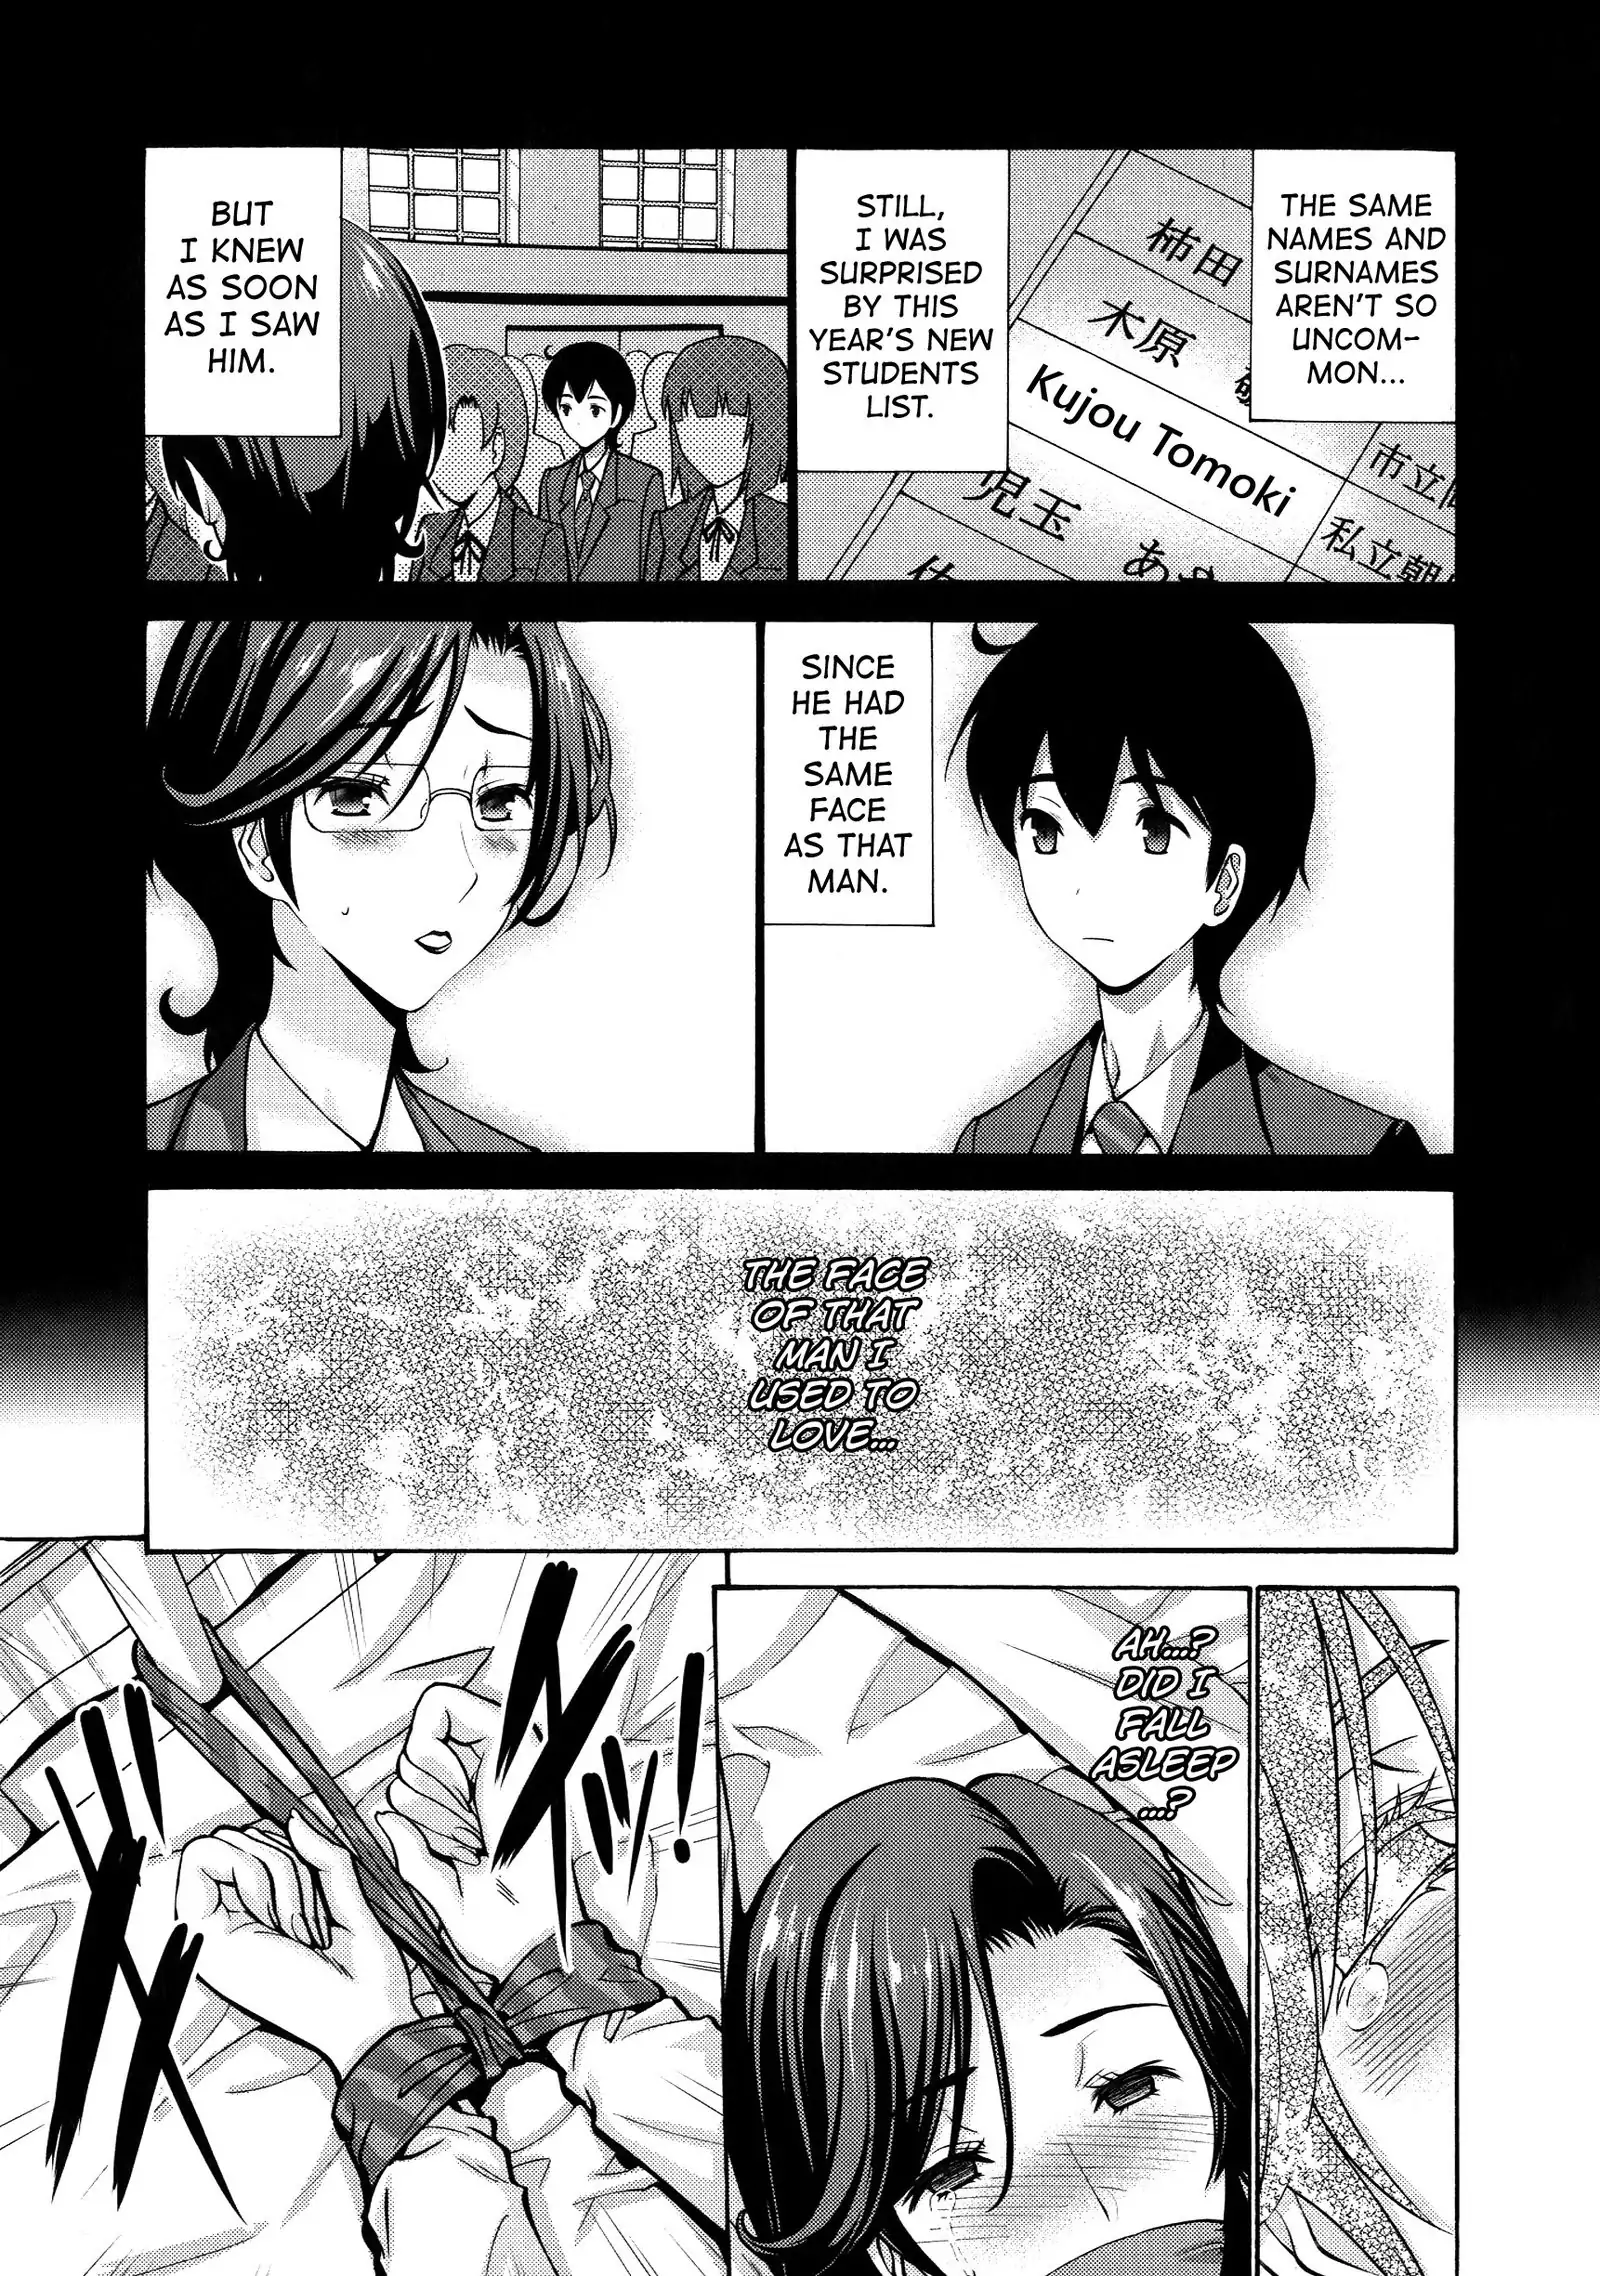 THE SAME
NAMES AND
SURNAMES
AREN'T SO
UNCOM-
MON...
柿田
木原
Kujou Tomoki
児玉 あ
市立
私立朝
STILL,
I WAS
SURPRISED
BY THIS
YEAR'S NEW
STUDENTS
LIST.
BUT
I KNEW
AS SOON
AS I SAW
HIM.
SINCE
HE HAD
THE
SAME
FACE
AS THAT
MAN.
THE FACE
OF THAT
MAN I
USED TO
LOVE...
AH...?
DID I
FALL
ASLEEP
....?